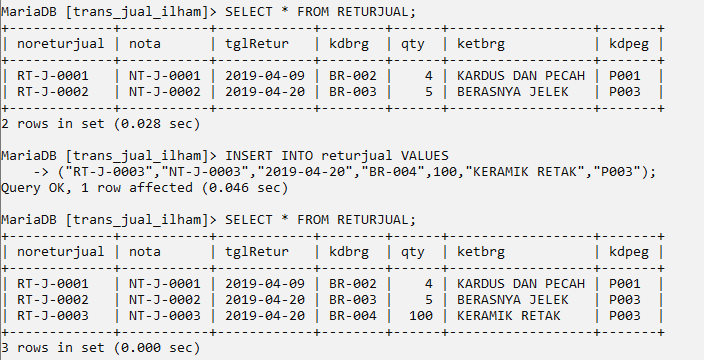 MariaDB [trans_jual_ilham]> SELECT * FROM RETURJUAL;
+-------------+-----------+------------+--------+------+------------------+-------+
| noreturjual | nota      | tglRetur   | kdbrg  | qty  | ketbrg           | kdpeg |
+-------------+-----------+------------+--------+------+------------------+-------+
| RT-J-0001   | NT-J-0001 | 2019-04-09 | BR-002 |    4 | KARDUS DAN PECAH | P001  |
| RT-J-0002   | NT-J-0002 | 2019-04-20 | BR-003 |    5 | BERASNYA JELEK   | P003  |
+-------------+-----------+------------+--------+------+------------------+-------+
2 rows in set (0.028 sec)

MariaDB [trans_jual_ilham]> INSERT INTO returjual VALUES
    -> ("RT-J-0003","NT-J-0003","2019-04-20","BR-004",100,"KERAMIK RETAK","P003");
Query OK, 1 row affected (0.046 sec)

MariaDB [trans_jual_ilham]> SELECT * FROM RETURJUAL;
+-------------+-----------+------------+--------+------+------------------+-------+
| noreturjual | nota      | tglRetur   | kdbrg  | qty  | ketbrg           | kdpeg |
+-------------+-----------+------------+--------+------+------------------+-------+
| RT-J-0001   | NT-J-0001 | 2019-04-09 | BR-002 |    4 | KARDUS DAN PECAH | P001  |
| RT-J-0002   | NT-J-0002 | 2019-04-20 | BR-003 |    5 | BERASNYA JELEK   | P003  |
| RT-J-0003   | NT-J-0003 | 2019-04-20 | BR-004 |  100 | KERAMIK RETAK    | P003  |
+-------------+-----------+------------+--------+------+------------------+-------+
3 rows in set (0.000 sec)